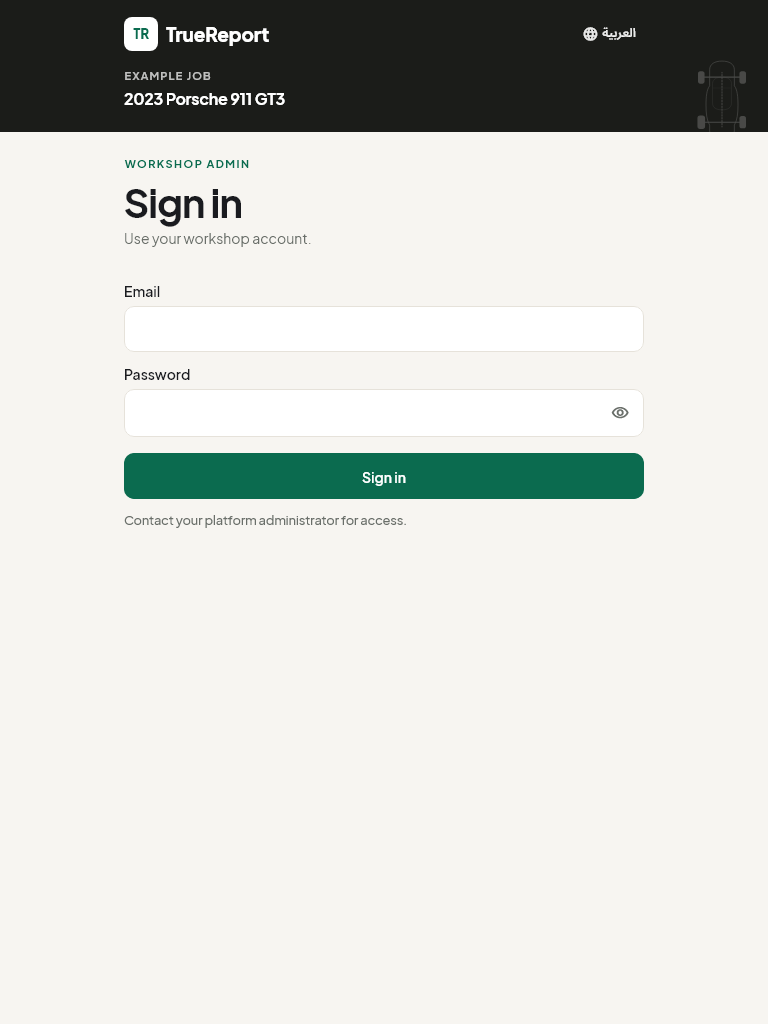 TR TrueReport
العربية
EXAMPLE JOB
2023 Porsche 911 GT3
WORKSHOP ADMIN
Sign in
Use your workshop account.
Email
Password
Sign in
Contact your platform administrator for access.